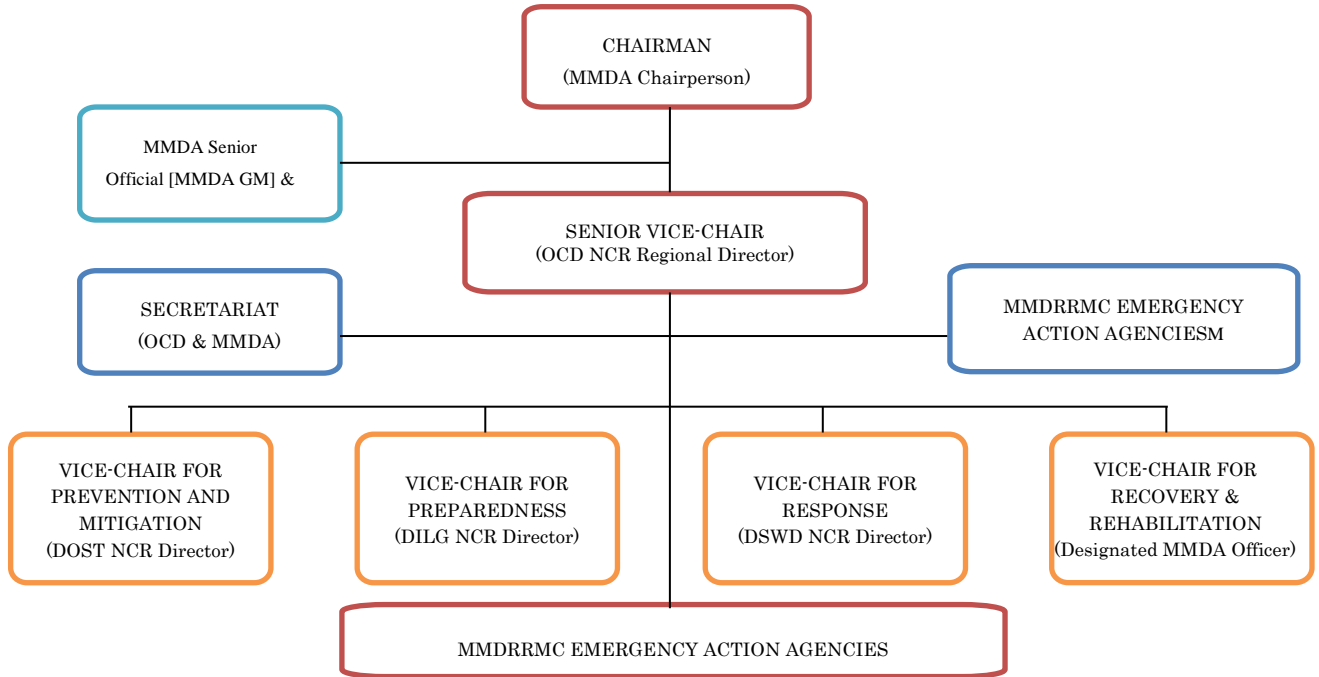 CHAIRMAN
(MMDA Chairperson)
MMDA Senior
Official [MMDA GM] &
SENIOR VICE-CHAIR
(OCD NCR Regional Director)
SECRETARIAT
(OCD & MMDA)
MMDRRMC EMERGENCY
ACTION AGENCIESM
VICE-CHAIR FOR
PREVENTION AND
MITIGATION
(DOST NCR Director)
VICE-CHAIR FOR
PREPAREDNESS
(DILG NCR Director)
VICE-CHAIR FOR
RESPONSE
(DSWD NCR Director)
VICE-CHAIR FOR
RECOVERY &
REHABILITATION
(Designated MMDA Officer)
MMDRRMC EMERGENCY ACTION AGENCIES